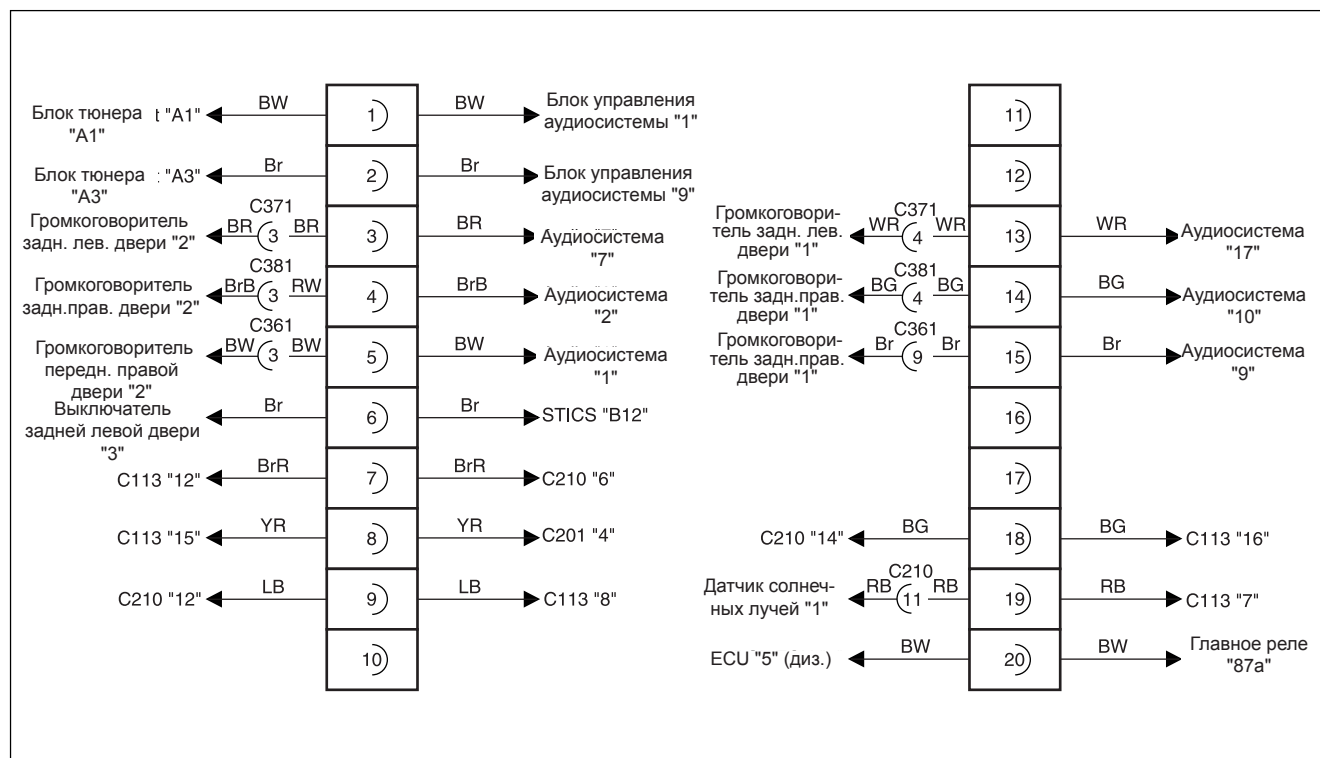 Блок тюнера t "A1" BW 1 BW Блок управления
"A1" аудиосистемы "1"
Блок тюнера : "A3" Br 2 Br Блок управления
"A3" аудиосистемы "9"
Громкоговоритель C371
задн. лев. двери "2" BR 3 BR 3 BR Аудиосистема
"7"
Громкоговоритель C381
задн.прав. двери "2" BrB 3 RW 4 BrB Аудиосистема
"2"
Громкоговоритель C361
передн. правой BW 3 BW 5 BW Аудиосистема
двери "2" "1"
Выключатель Br 6 Br STICS "B12"
задней левой двери
"3"
C113 "12" BrR 7 BrR C210 "6"
C113 "15" YR 8 YR C201 "4"
C210 "12" LB 9 LB C113 "8"
10
11
12
Громкоговори- C371
тель задн. лев. WR 4 WR 13 WR Аудиосистема
двери "1" "17"
Громкоговори- C381
тель задн.прав. BG 4 BG 14 BG Аудиосистема
двери "1" "10"
Громкоговори- C361
тель задн.прав. Br 9 Br 15 Br Аудиосистема
двери "1" "9"
16
17
C210 "14" BG 18 BG C113 "16"
Датчик солнеч- C210
ных лучей "1" RB 11 RB 19 RB C113 "7"
ECU "5" (диз.) BW 20 BW Главное реле
"87a"